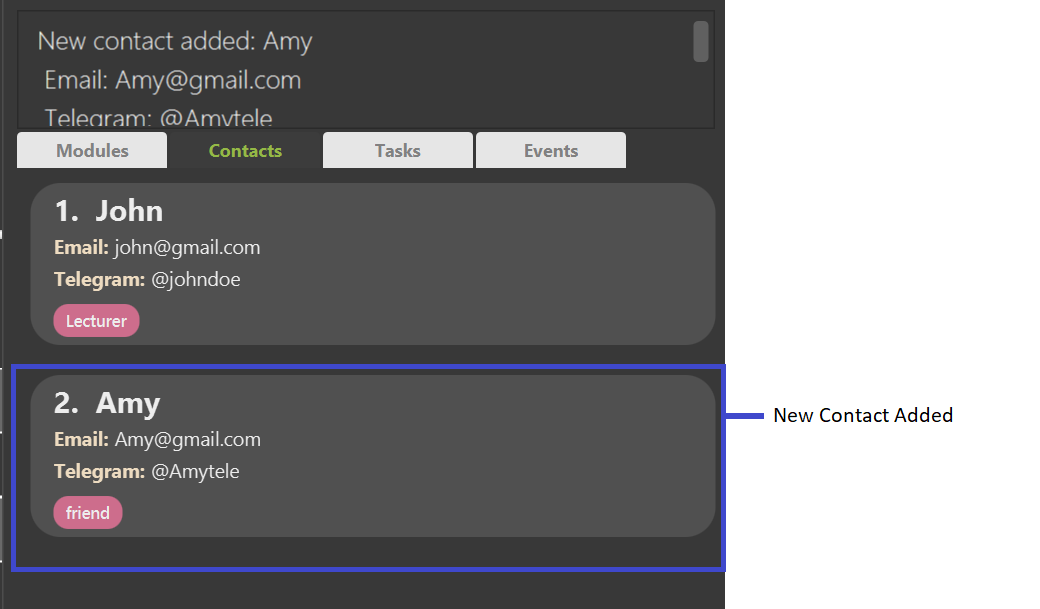 New contact added: Amy
Email: Amy@gmail.com
Telegram: @Amytele
Modules Contacts Tasks Events
1. John
Email: john@gmail.com
Telegram: @johndoe
Lecturer
2. Amy
Email: Amy@gmail.com
Telegram: @Amytele
friend
New Contact Added